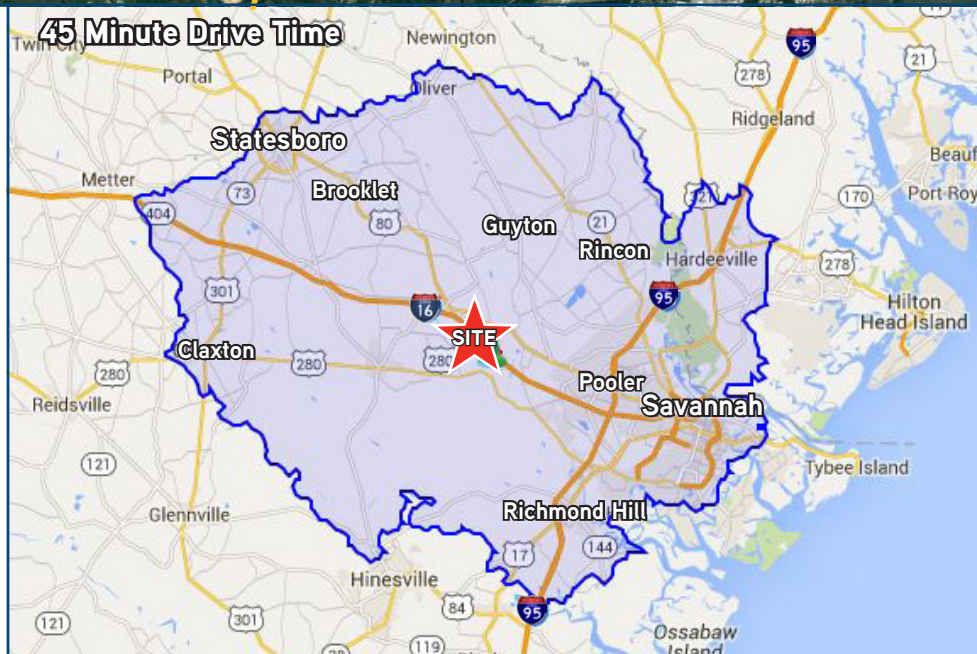 45 Minute Drive Time
Twin City
Newington
95
278
21
Portal
Oliver
Ridgeland
Statesboro
Beauf
Metter
Brooklet
73
321
170
Port Roy
404
80
Guyton
21
Rincon
Hardeeville
278
301
95
16
Hilton
Head Island
SITE
Claxton
280
280
280
Pooler
Reidsville
Savannah
121
Tybee Island
Glennville
Richmond Hill
17
144
Hinesville
301
84
95
121
119
Ossabaw
Island